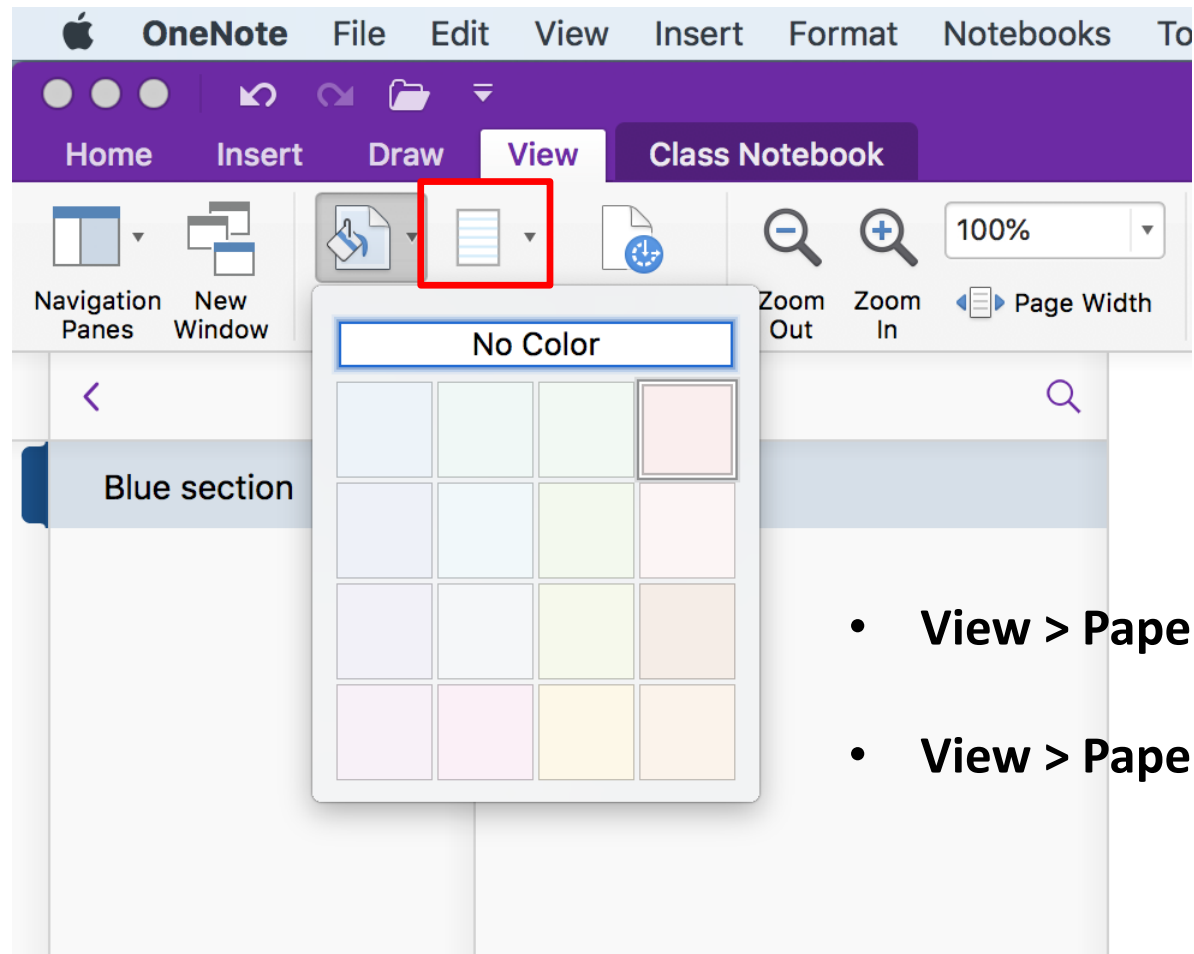 OneNote File Edit View Insert Format Notebooks To
Home Insert Draw View Class Notebook
100%
Navigation Panes
New Window
Zoom Out
Zoom In
Page Width
No Color
Blue section
• View > Pape
• View > Pape